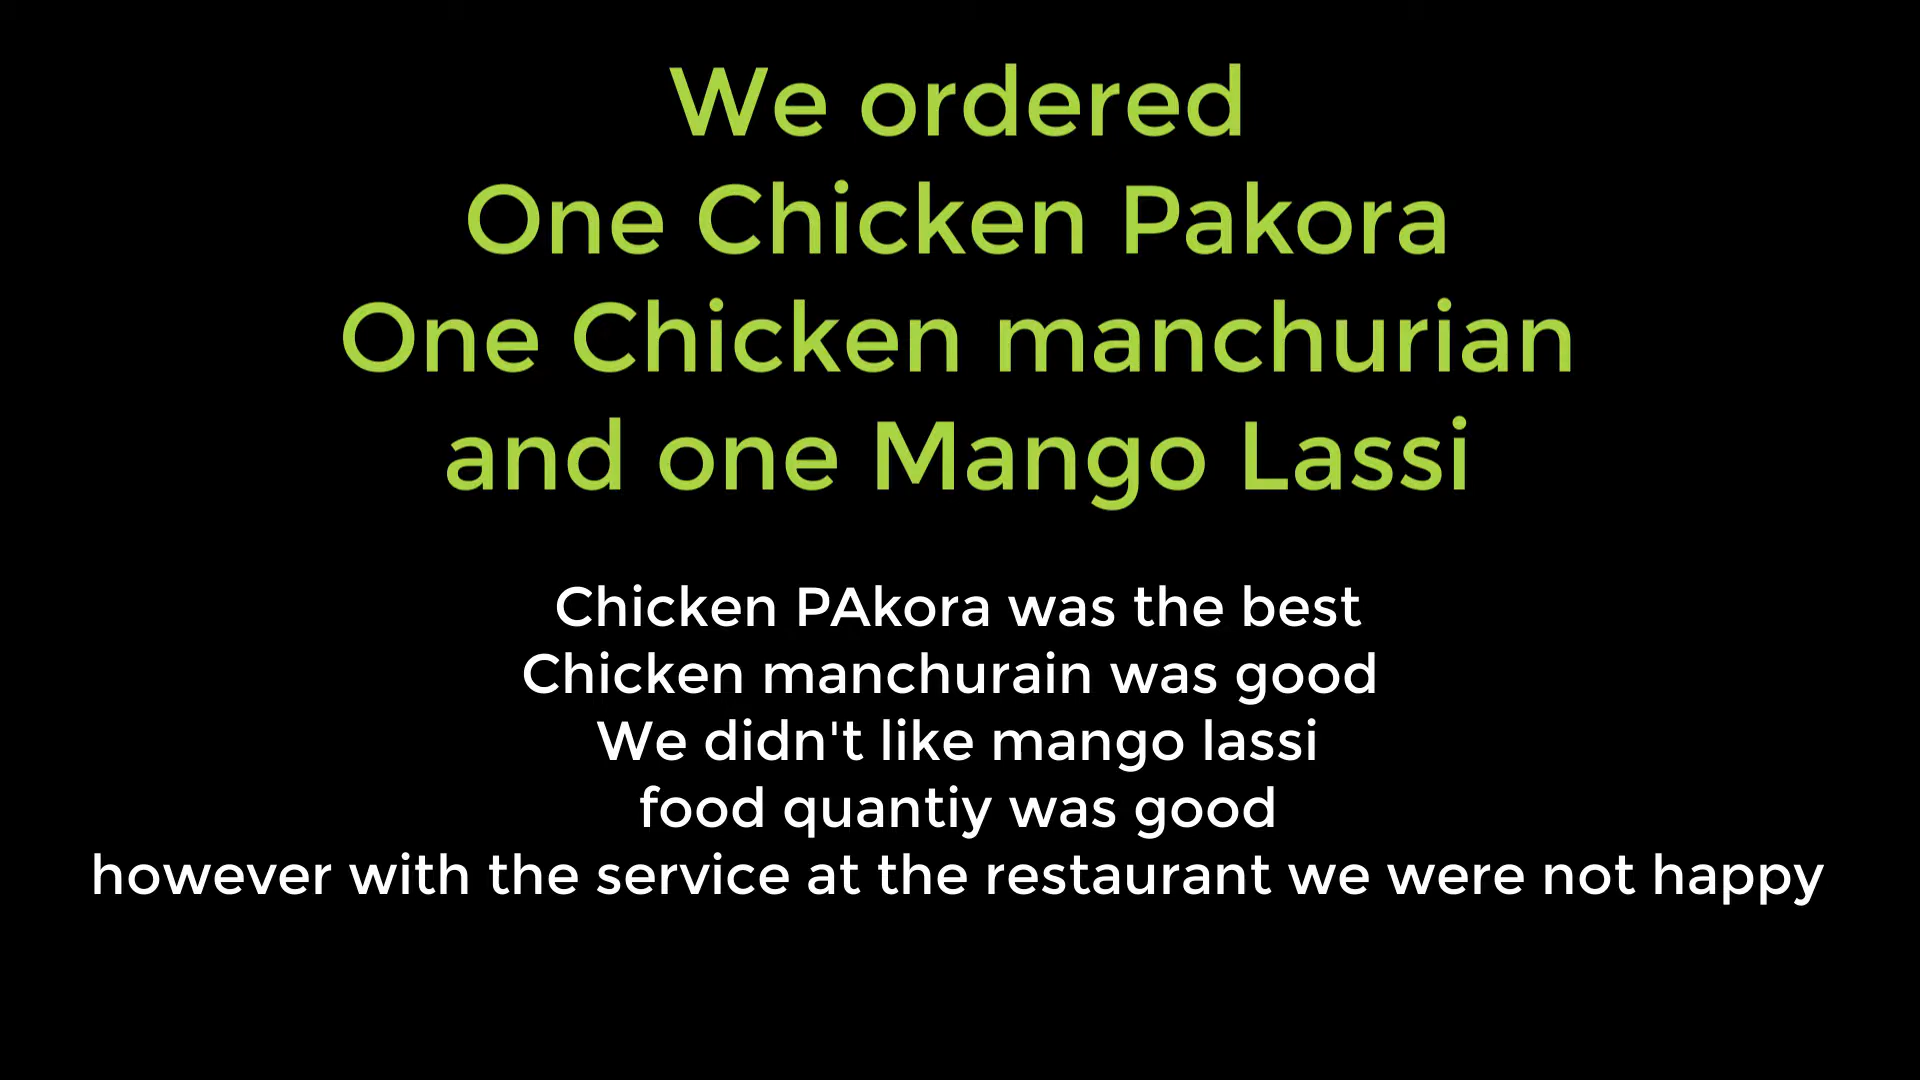 We ordered
One Chicken Pakora
One Chicken manchurian
and one Mango Lassi
Chicken PAkora was the best
Chicken manchurain was good
We didn't like mango lassi
food quantiy was good
however with the service at the restaurant we were not happy